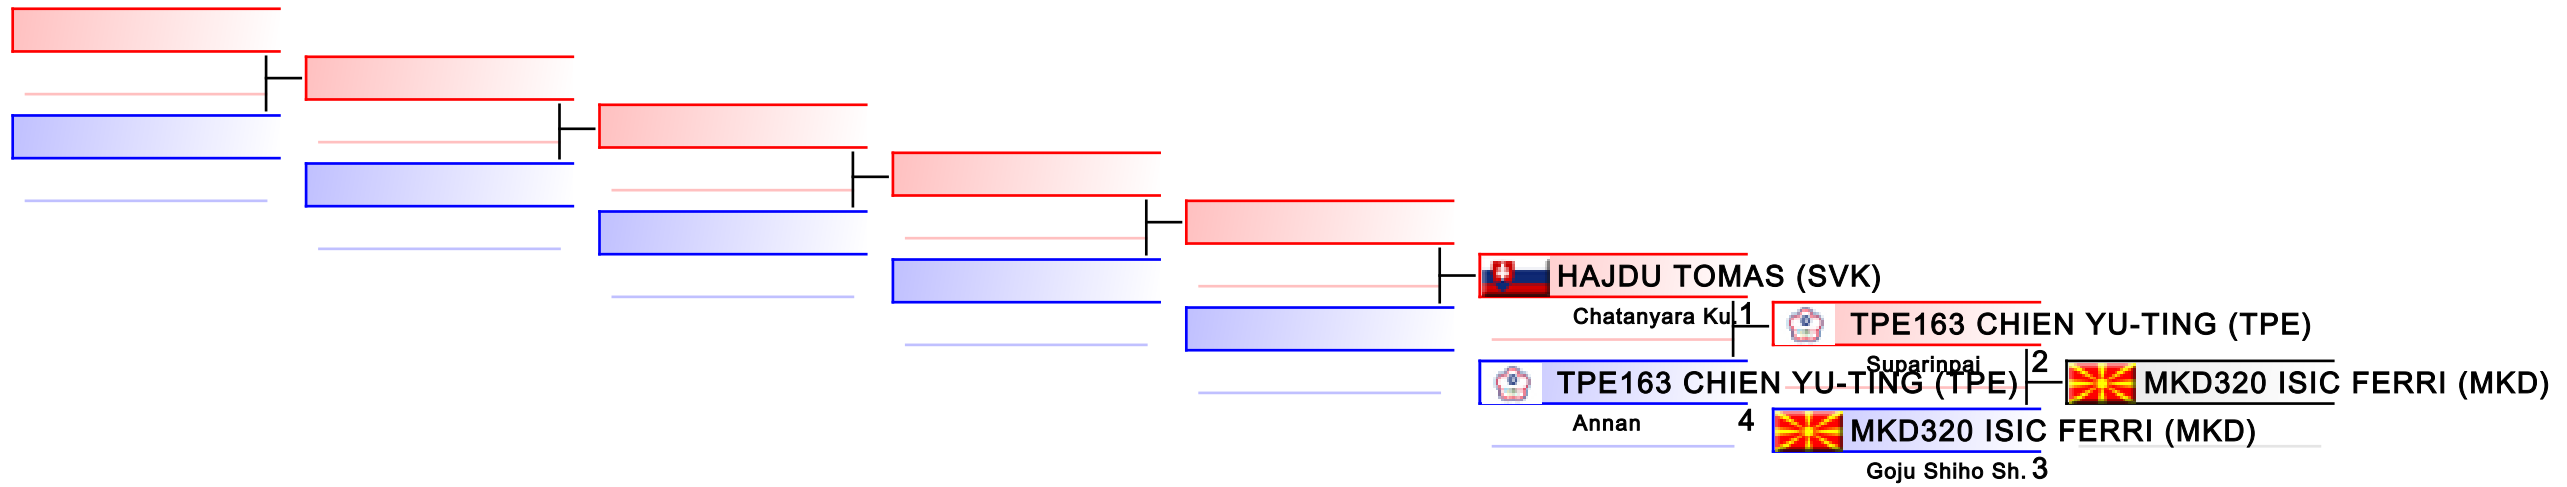 HAJDU TOMAS (SVK)
Chatanyara Ku. 1
TPE163 CHIEN YU-TING (TPE)
Annan 4
TPE163 CHIEN YU-TING (TPE)
Suparinpai 2
MKD320 ISIC FERRI (MKD)
Goju Shiho Sh. 3
MKD320 ISIC FERRI (MKD)